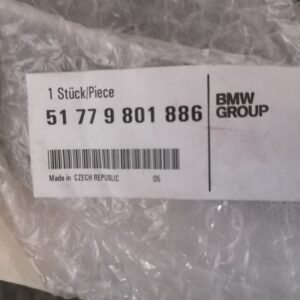 1 Stück/Piece
51 77 9 801 886
BMW
GROUP
Made in CZECH REPUBLIC 05